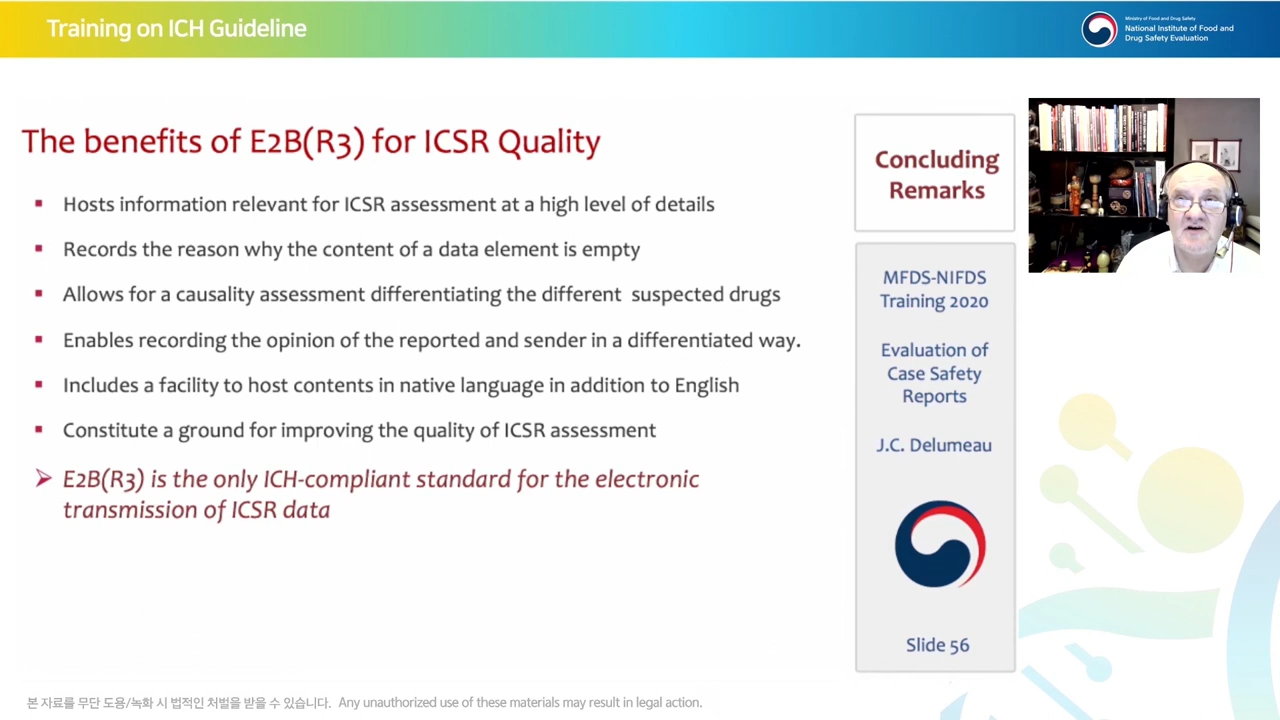 Training on ICH Guideline
Ministry of Food and Drug Safety
National Institute of Food and
Drug Safety Evaluation
The benefits of E2B(R3) for ICSR Quality
▪ Hosts information relevant for ICSR assessment at a high level of details
▪ Records the reason why the content of a data element is empty
▪ Allows for a causality assessment differentiating the different suspected drugs
▪ Enables recording the opinion of the reported and sender in a differentiated way.
▪ Includes a facility to host contents in native language in addition to English
▪ Constitute a ground for improving the quality of ICSR assessment
➢ E2B(R3) is the only ICH-compliant standard for the electronic
transmission of ICSR data
Concluding
Remarks
MFDS-NIFDS
Training 2020
Evaluation of
Case Safety
Reports
J.C. Delumeau
Slide 56
본 자료를 무단 도용/녹화 시 법적인 처벌을 받을 수 있습니다. Any unauthorized use of these materials may result in legal action.